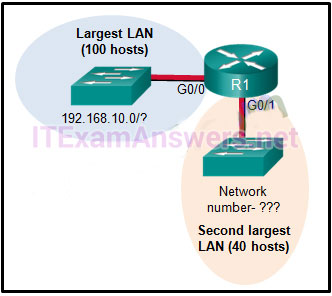 Largest LAN
(100 hosts)
G0/0
R1
G0/1
192.168.10.0/?
ITExamAnswers.net
Network
number- ???
Second largest
LAN (40 hosts)